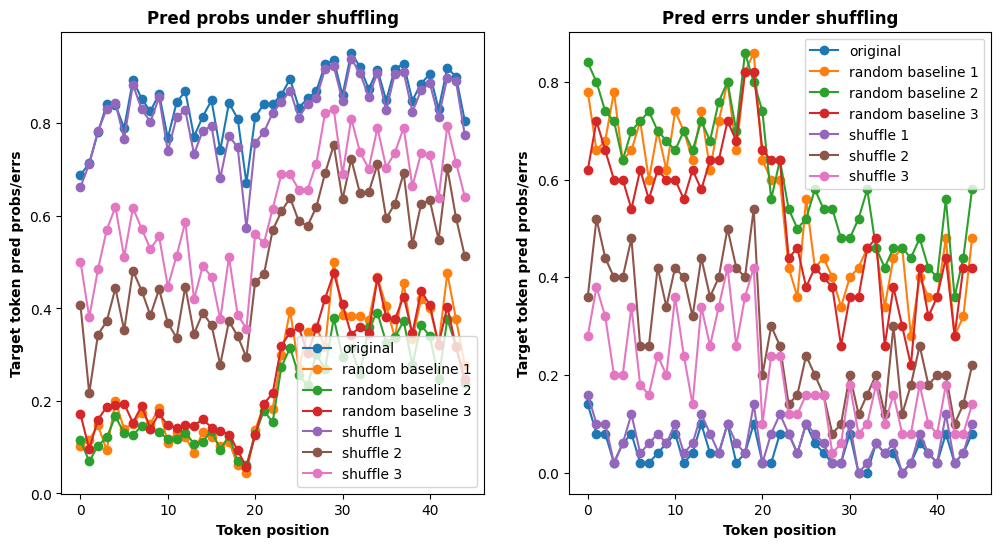 Pred probs under shuffling
Target token pred probs/errs
0.8
0.6
0.4
0.2
0.0
0
10
20
30
40
Token position
original
random baseline 1
random baseline 2
random baseline 3
shuffle 1
shuffle 2
shuffle 3
Pred errs under shuffling
Target token pred probs/errs
0.8
0.6
0.4
0.2
0.0
0
10
20
30
40
Token position
original
random baseline 1
random baseline 2
random baseline 3
shuffle 1
shuffle 2
shuffle 3